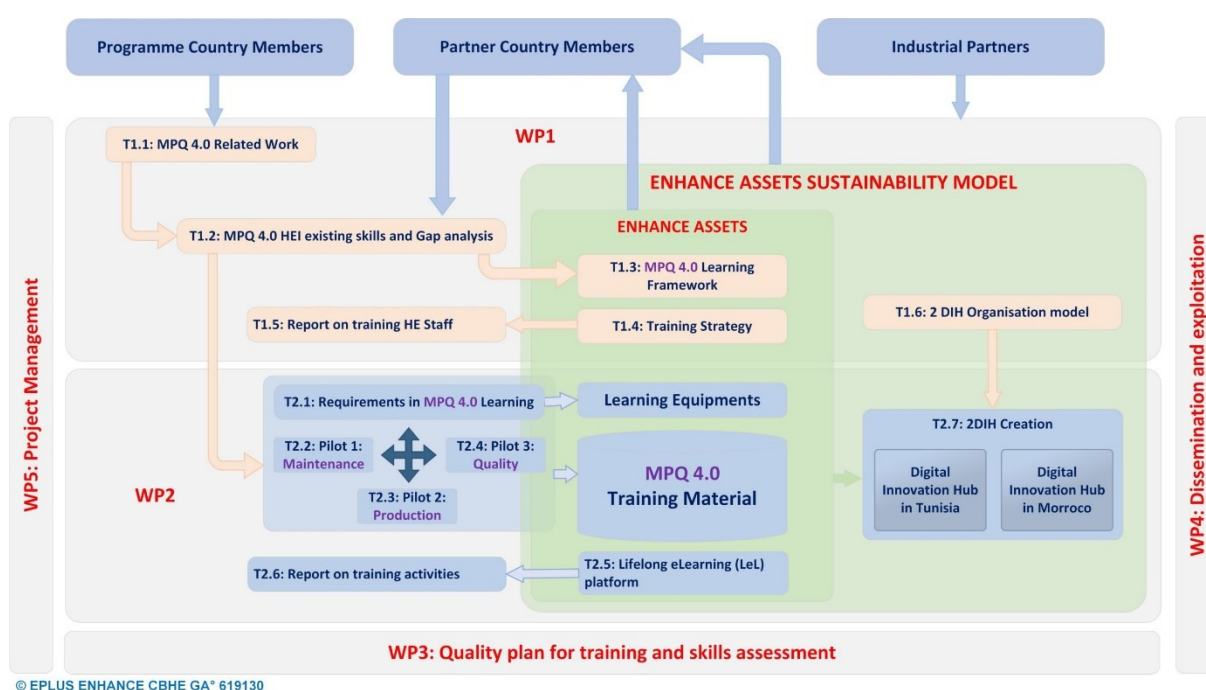 Programme Country Members
Partner Country Members
Industrial Partners
WP5: Project Management
WP4: Dissemination and exploitation
WP1
T1.1: MPQ 4.0 Related Work
ENHANCE ASSETS SUSTAINABILITY MODEL
T1.2: MPQ 4.0 HEI existing skills and Gap analysis
ENHANCE ASSETS
T1.3: MPQ 4.0 Learning
Framework
T1.5: Report on training HE Staff
T1.4: Training Strategy
T1.6: 2 DIH Organisation model
WP2
T2.1: Requirements in MPQ 4.0 Learning
Learning Equipments
T2.2: Pilot 1:
Maintenance
T2.4: Pilot 3:
Quality
T2.3: Pilot 2:
Production
MPQ 4.0
Training Material
T2.7: 2DIH Creation
Digital
Innovation Hub
in Tunisia
Digital
Innovation Hub
in Morroco
T2.6: Report on training activities
T2.5: Lifelong eLearning (LeL)
platform
WP3: Quality plan for training and skills assessment
© EPLUS ENHANCE CBHE GA° 619130